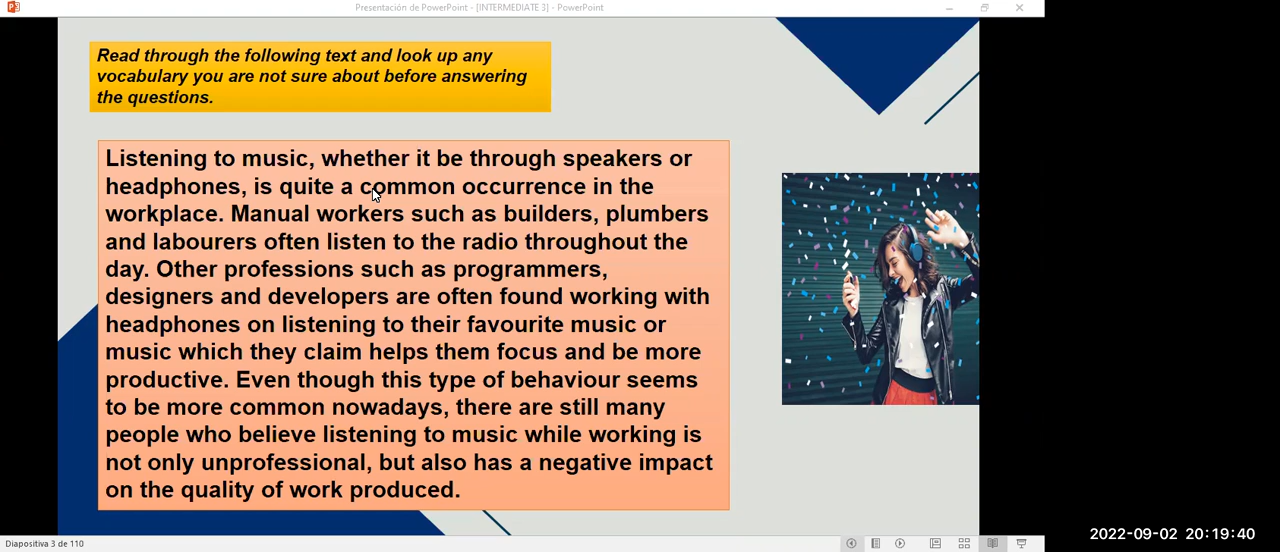 Presentación de PowerPoint - [INTERMEDIATE 3] - PowerPoint
Read through the following text and look up any
vocabulary you are not sure about before answering
the questions.
Listening to music, whether it be through speakers or
headphones, is quite a common occurrence in the
workplace. Manual workers such as builders, plumbers
and labourers often listen to the radio throughout the
day. Other professions such as programmers,
designers and developers are often found working with
headphones on listening to their favourite music or
music which they claim helps them focus and be more
productive. Even though this type of behaviour seems
to be more common nowadays, there are still many
people who believe listening to music while working is
not only unprofessional, but also has a negative impact
on the quality of work produced.
Diapositiva 3 de 110
2022-09-02 20:19:40